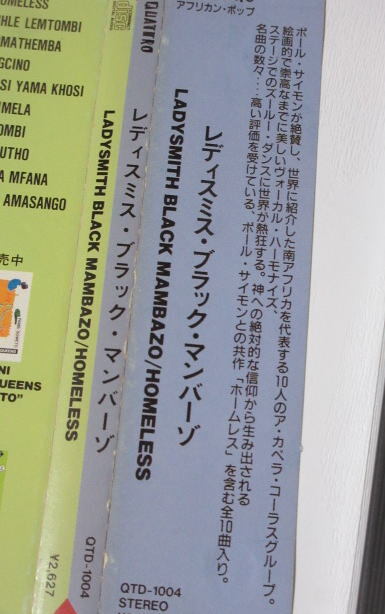 アフリカン・ポップ
ポール・サイモンが絶賛し、世界に紹介した南アフリカを代表する10人のア・カペラ・コーラスグループ。
絵画的で崇高なまでに美しいヴォーカル・ハーモナイズ、
ステージでのズールー・ダンスに世界が熱狂する。神への絶対的な信仰から生み出される
名曲の数々……高い評価を受けている、ポール・サイモンとの共作「ホームレス」を含む全10曲入り。
レディスミス・ブラック・マンバーゾ
LADYSMITH BLACK MAMBAZO/HOMELESS
QTD-1004
STEREO
QUATTRO
レディスミス・ブラック・マンバーゾ
LADYSMITH BLACK MAMBAZO/HOMELESS
QTD-1004
¥2,627
OMELESS
HLE LEMTOMBI
OMATHEMBA
GCINO
SI YAMA KHOSI
IMELA
OMBI
UTHO
A MFANA
AMASANGO
売中
NI
QUEENS
TO"